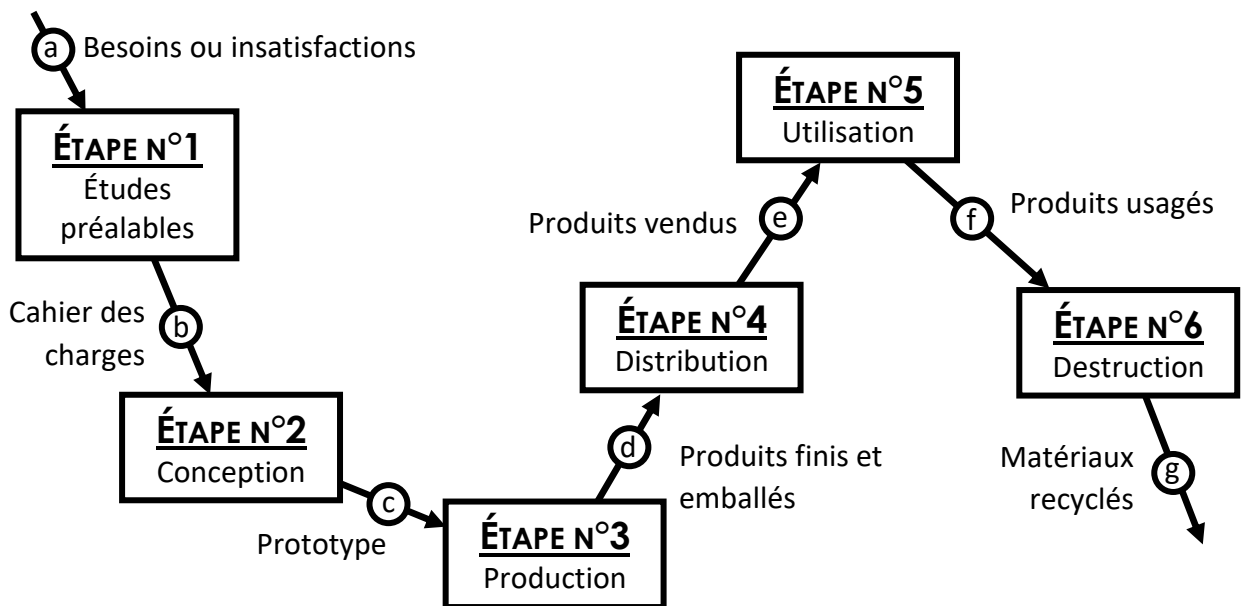 a
Besoins ou insatisfactions
ÉTAPE N°1
Études
préalables
Cahier des
charges
b
ÉTAPE N°2
Conception
c
Prototype
ÉTAPE N°3
Production
d
Produits finis et
emballés
ÉTAPE N°4
Distribution
Produits vendus
e
ÉTAPE N°5
Utilisation
f
Produits usagés
ÉTAPE N°6
Destruction
Matériaux
recyclés
g